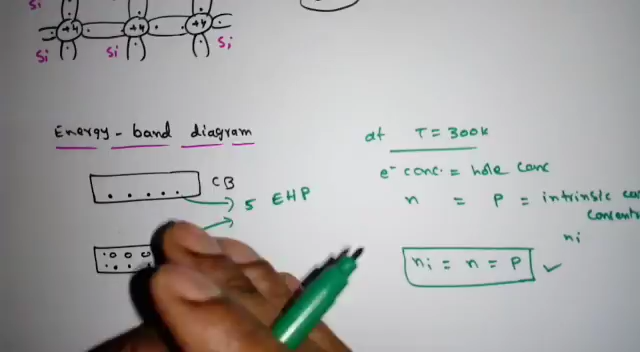 Si
+4 +4 +4
Si Si Si
Energy-band diagram
at T = 300k
CB
e⁻ conc. = hole conc
5 EHP
n = P = intrinsic
ni
ni = n = P ✓